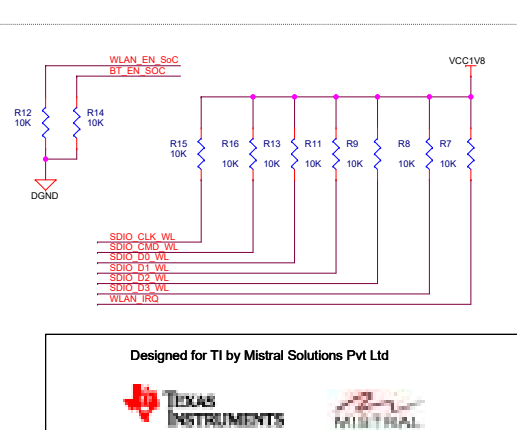 WLAN_EN_SoC
BT_EN_SOC
VCC1V8
R12
10K
R14
10K
R15
10K
R16
10K
R13
10K
R11
10K
R9
10K
R8
10K
R7
10K
DGND
SDIO_CLK_WL
SDIO_CMD_WL
SDIO_D0_WL
SDIO_D1_WL
SDIO_D2_WL
SDIO_D3_WL
WLAN_IRQ
Designed for TI by Mistral Solutions Pvt Ltd
TEXAS
INSTRUMENTS
MISTRAL